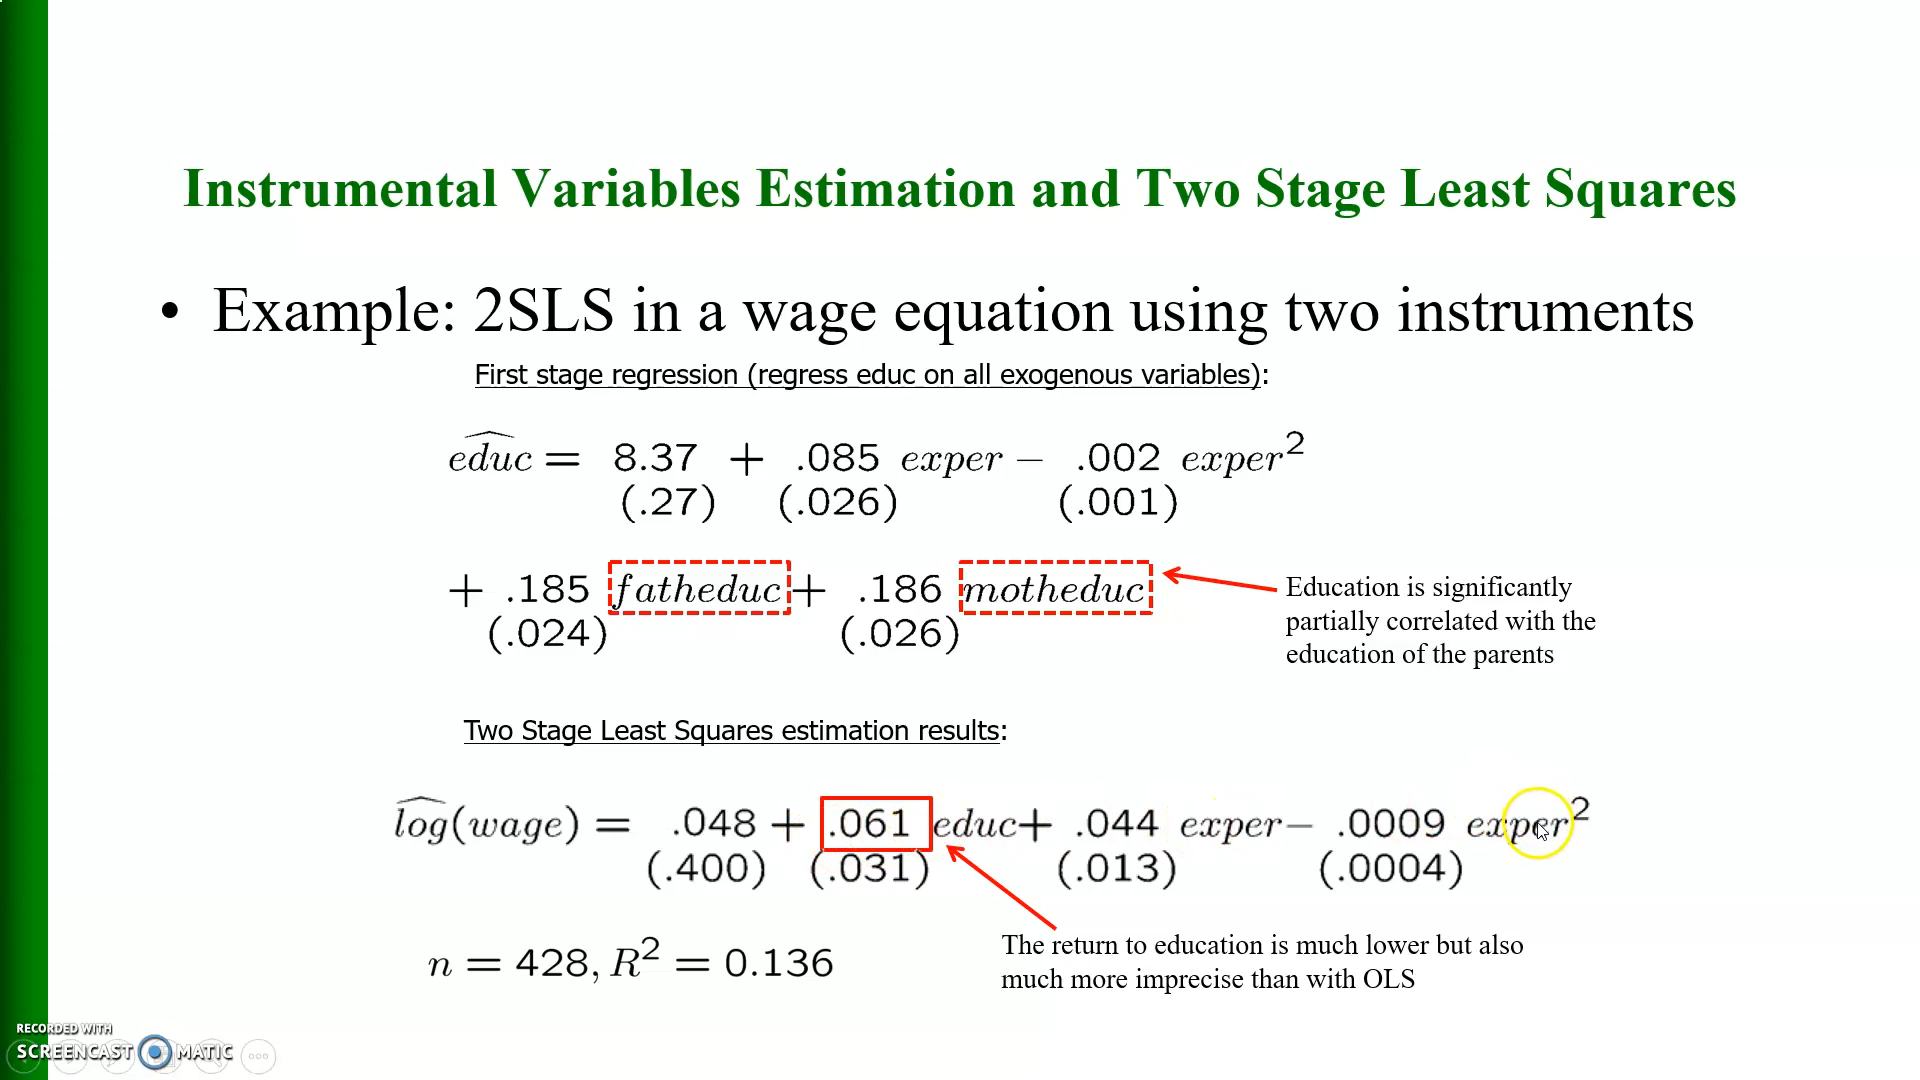 Instrumental Variables Estimation and Two Stage Least Squares
• Example: 2SLS in a wage equation using two instruments
First stage regression (regress educ on all exogenous variables):
educ^ = 8.37 + .085 exper − .002 exper²
(.27) (.026) (.001)
+ .185 fatheduc + .186 motheduc
(.024) (.026)
Education is significantly
partially correlated with the
education of the parents
Two Stage Least Squares estimation results:
log^(wage) = .048 + .061 educ + .044 exper − .0009 exper²
(.400) (.031) (.013) (.0004)
n = 428, R² = 0.136
The return to education is much lower but also
much more imprecise than with OLS
RECORDED WITH
SCREENCAST MATIC